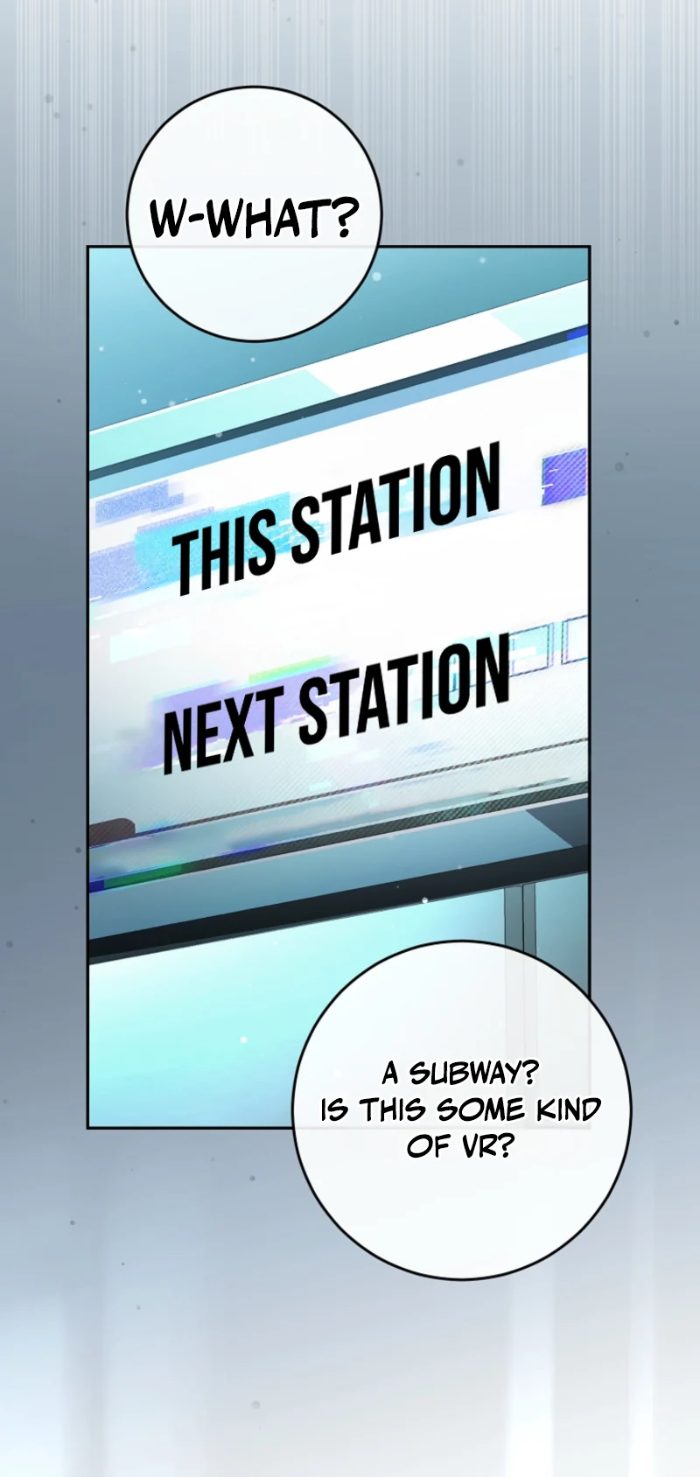 W-WHAT?
THIS STATION
NEXT STATION
A SUBWAY?
IS THIS SOME KIND
OF VR?